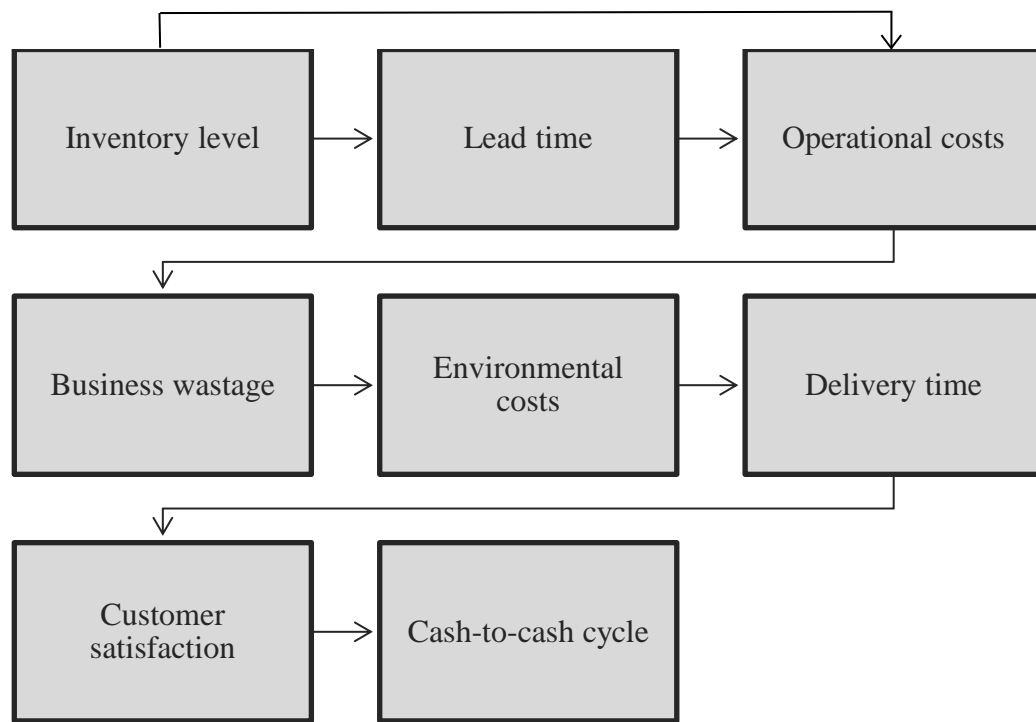 Inventory level
Lead time
Operational costs
Business wastage
Environmental
costs
Delivery time
Customer
satisfaction
Cash-to-cash cycle